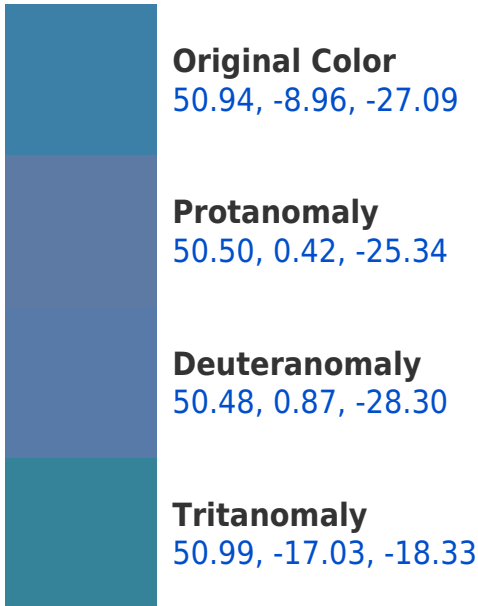 Original Color
50.94, -8.96, -27.09
Protanomaly
50.50, 0.42, -25.34
Deuteranomaly
50.48, 0.87, -28.30
Tritanomaly
50.99, -17.03, -18.33